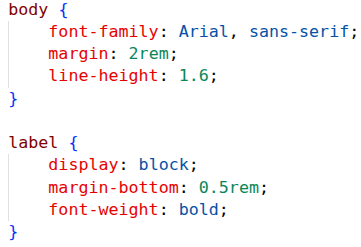 body {
    font-family: Arial, sans-serif;
    margin: 2rem;
    line-height: 1.6;
}

label {
    display: block;
    margin-bottom: 0.5rem;
    font-weight: bold;
}